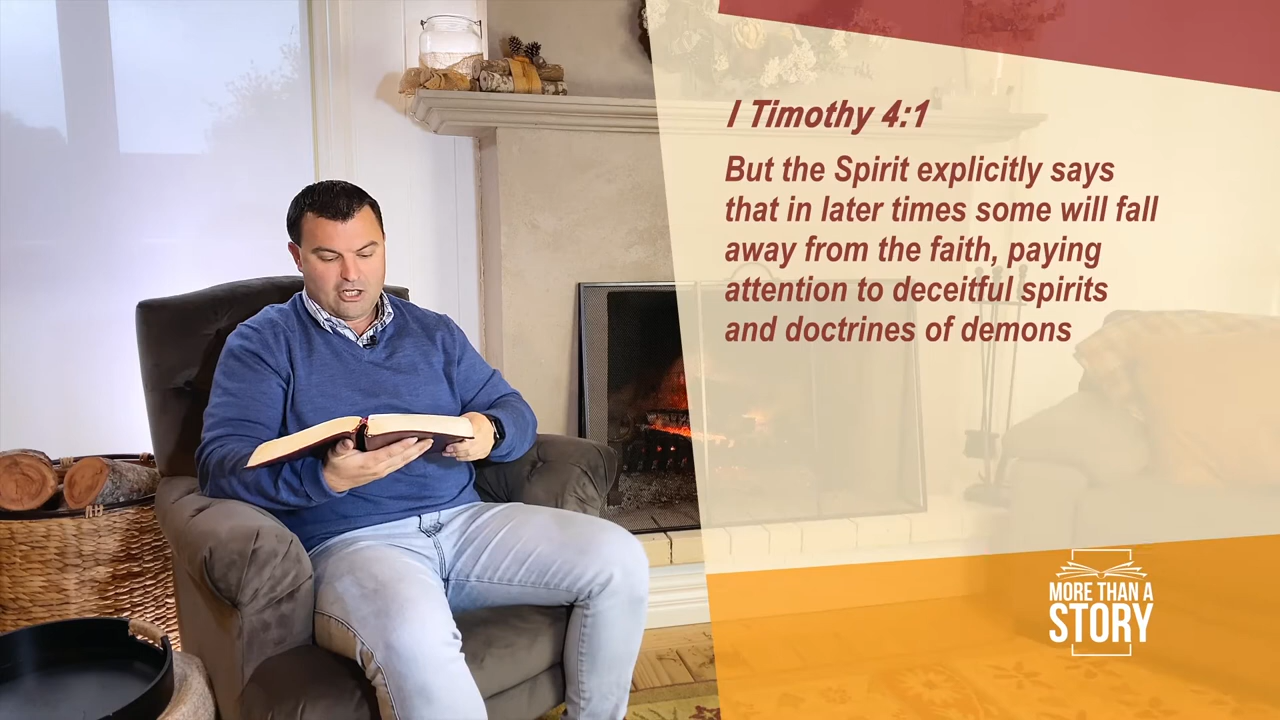 I Timothy 4:1
But the Spirit explicitly says
that in later times some will fall
away from the faith, paying
attention to deceitful spirits
and doctrines of demons
MORE THAN A
STORY